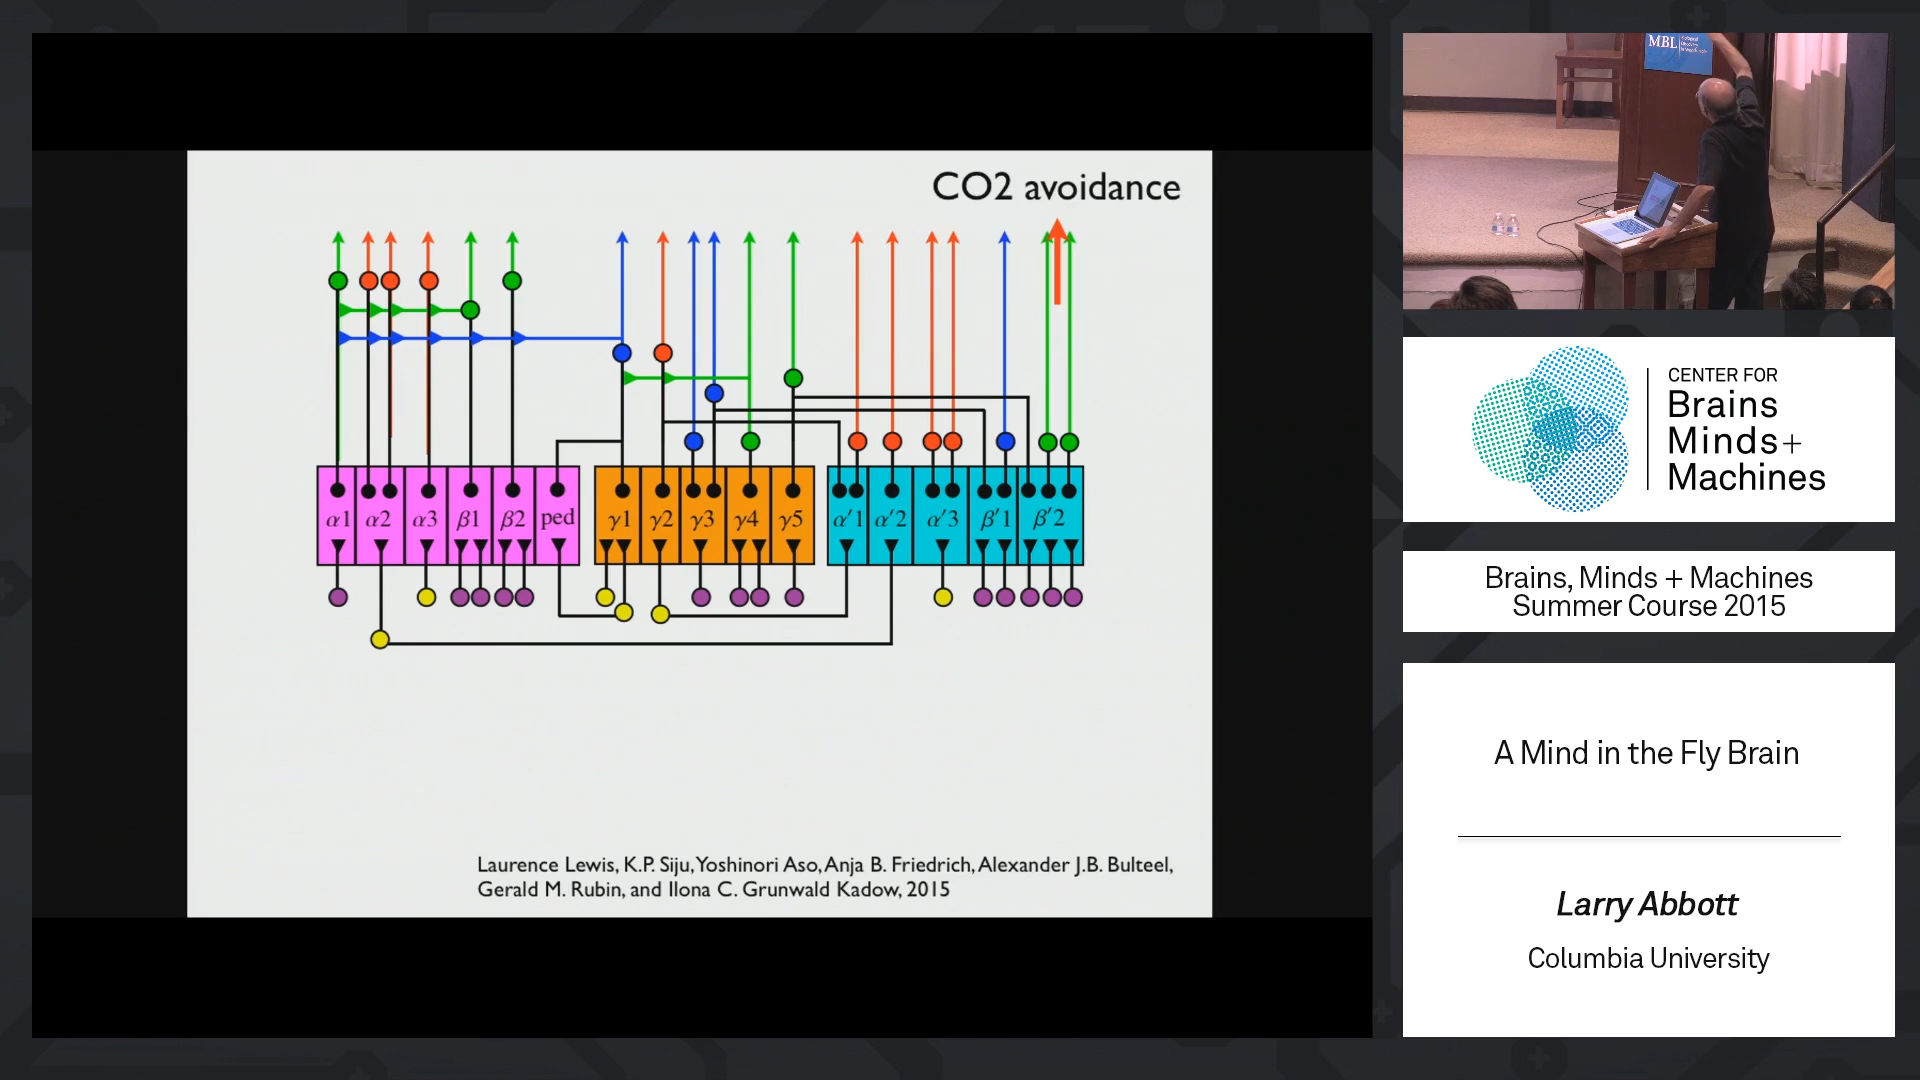 CO2 avoidance
α1 α2 α3 β1 β2 ped γ1 γ2 γ3 γ4 γ5 α′1 α′2 α′3 β′1 β′2
Laurence Lewis, K.P. Siju, Yoshinori Aso, Anja B. Friedrich, Alexander J.B. Bulteel,
Gerald M. Rubin, and Ilona C. Grunwald Kadow, 2015
MBL
CENTER FOR
Brains
Minds+
Machines
Brains, Minds + Machines
Summer Course 2015
A Mind in the Fly Brain
Larry Abbott
Columbia University